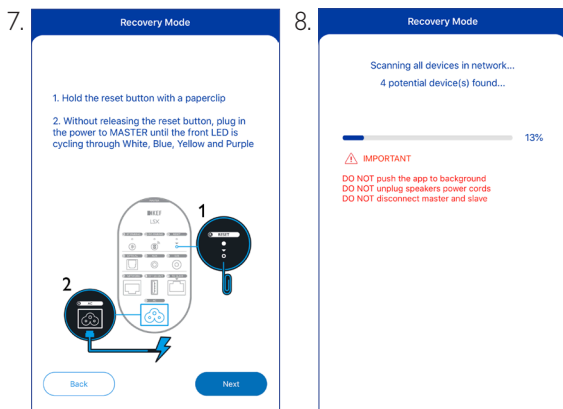 7.
Recovery Mode
1. Hold the reset button with a paperclip
2. Without releasing the reset button, plug in
the power to MASTER until the front LED is
cycling through White, Blue, Yellow and Purple
KEF
LSX
1
RESET
2
AC
Back
Next
8.
Recovery Mode
Scanning all devices in network...
4 potential device(s) found...
13%
IMPORTANT
DO NOT push the app to background
DO NOT unplug speakers power cords
DO NOT disconnect master and slave